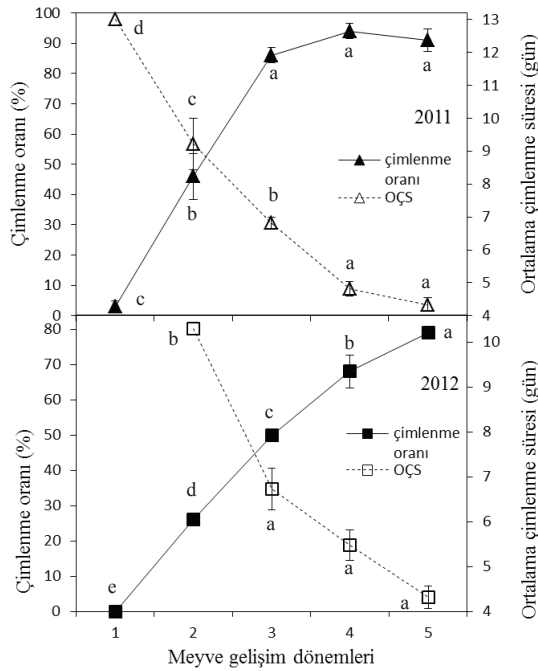 Çimlenme oranı (%)
100
90
80
70
60
50
40
30
20
10
0
d
c
b
a
a
a
b
a
a
c
2011
çimlenme
oranı
OÇS
13
12
11
10
9
8
7
6
5
4
Ortalama çimlenme süresi (gün)
Çimlenme oranı (%)
80
70
60
50
40
30
20
10
0
b
a
b
c
d
a
a
a
e
2012
çimlenme
oranı
OÇS
10
9
8
7
6
5
4
Ortalama çimlenme süresi (gün)
1 2 3 4 5
Meyve gelişim dönemleri